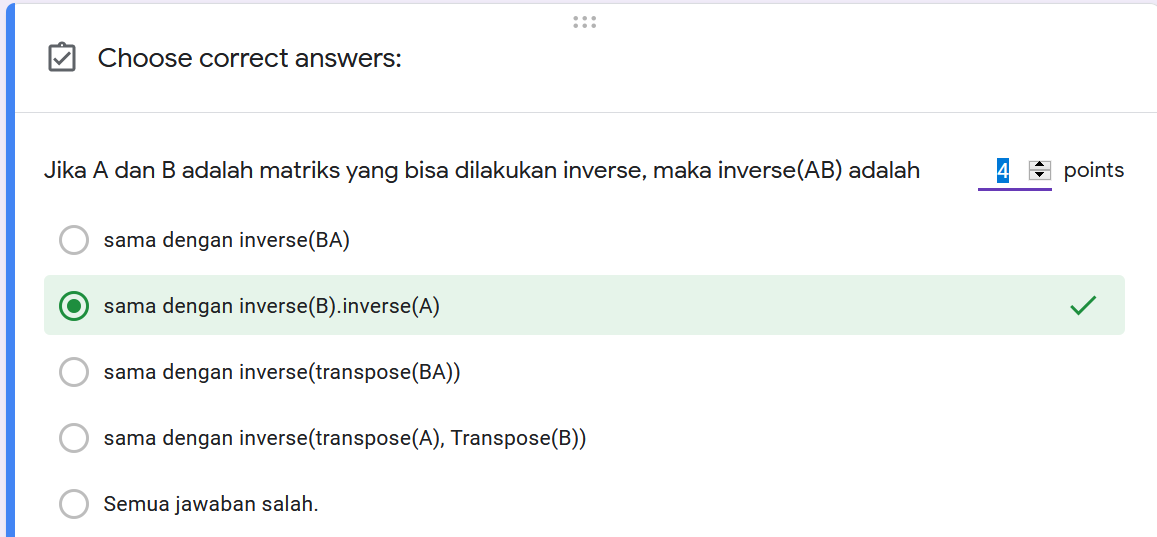 Choose correct answers:
Jika A dan B adalah matriks yang bisa dilakukan inverse, maka inverse(AB) adalah 4 points
sama dengan inverse(BA)
sama dengan inverse(B).inverse(A)
sama dengan inverse(transpose(BA))
sama dengan inverse(transpose(A), Transpose(B))
Semua jawaban salah.